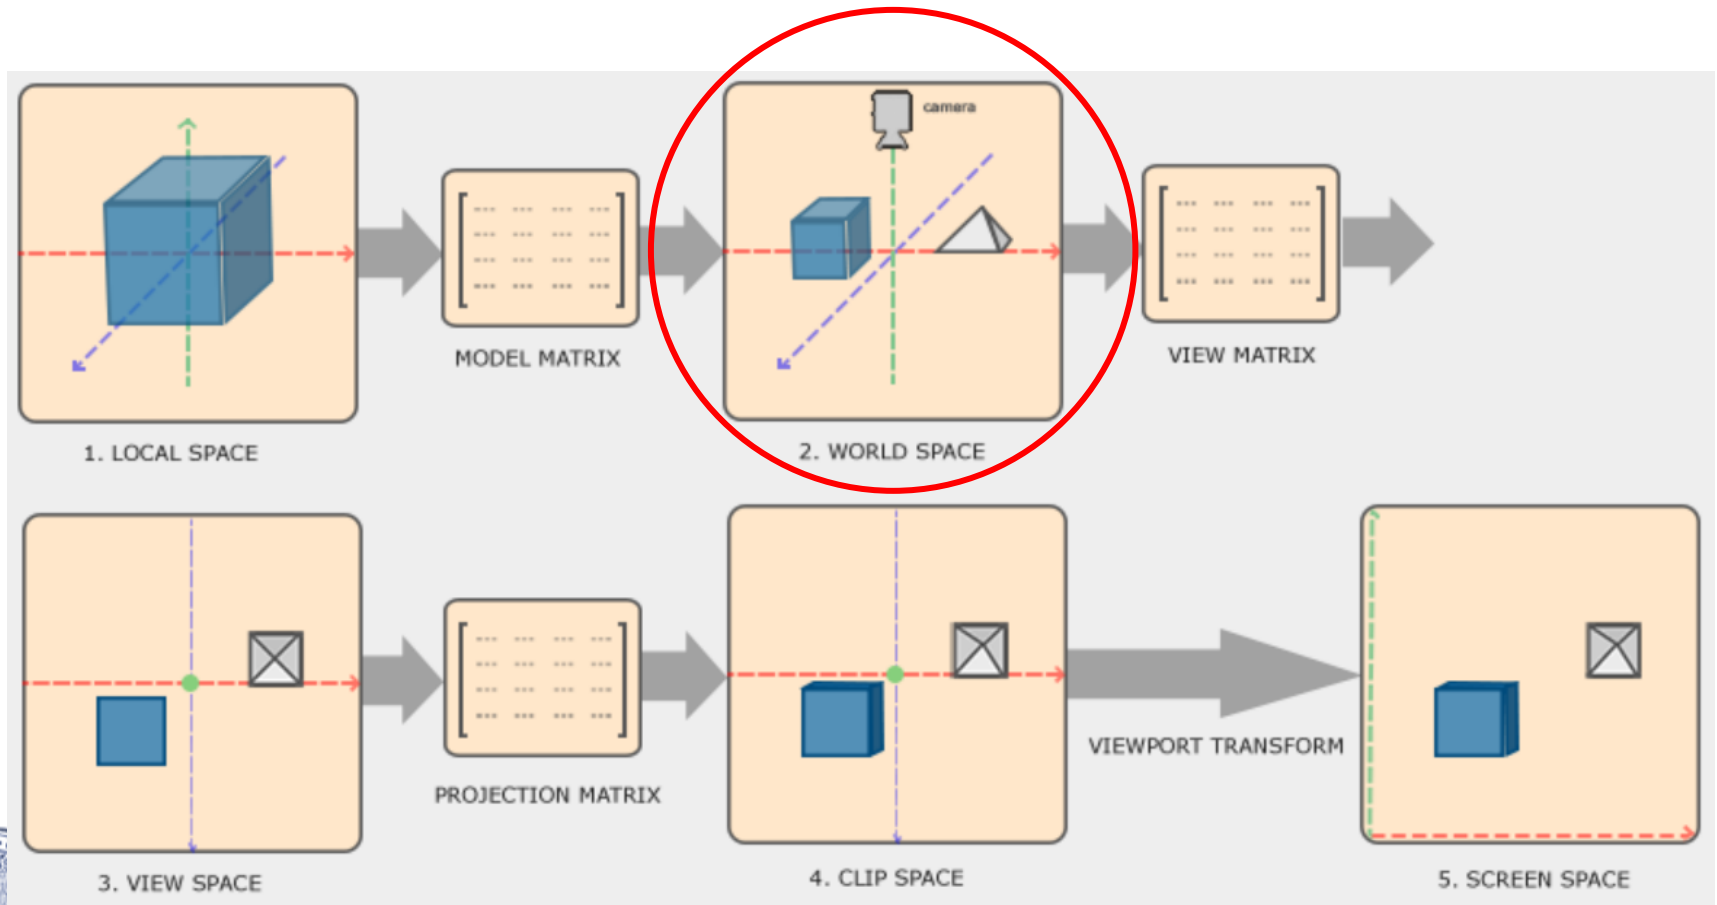 camera
MODEL MATRIX
VIEW MATRIX
1. LOCAL SPACE
2. WORLD SPACE
VIEWPORT TRANSFORM
PROJECTION MATRIX
3. VIEW SPACE
4. CLIP SPACE
5. SCREEN SPACE